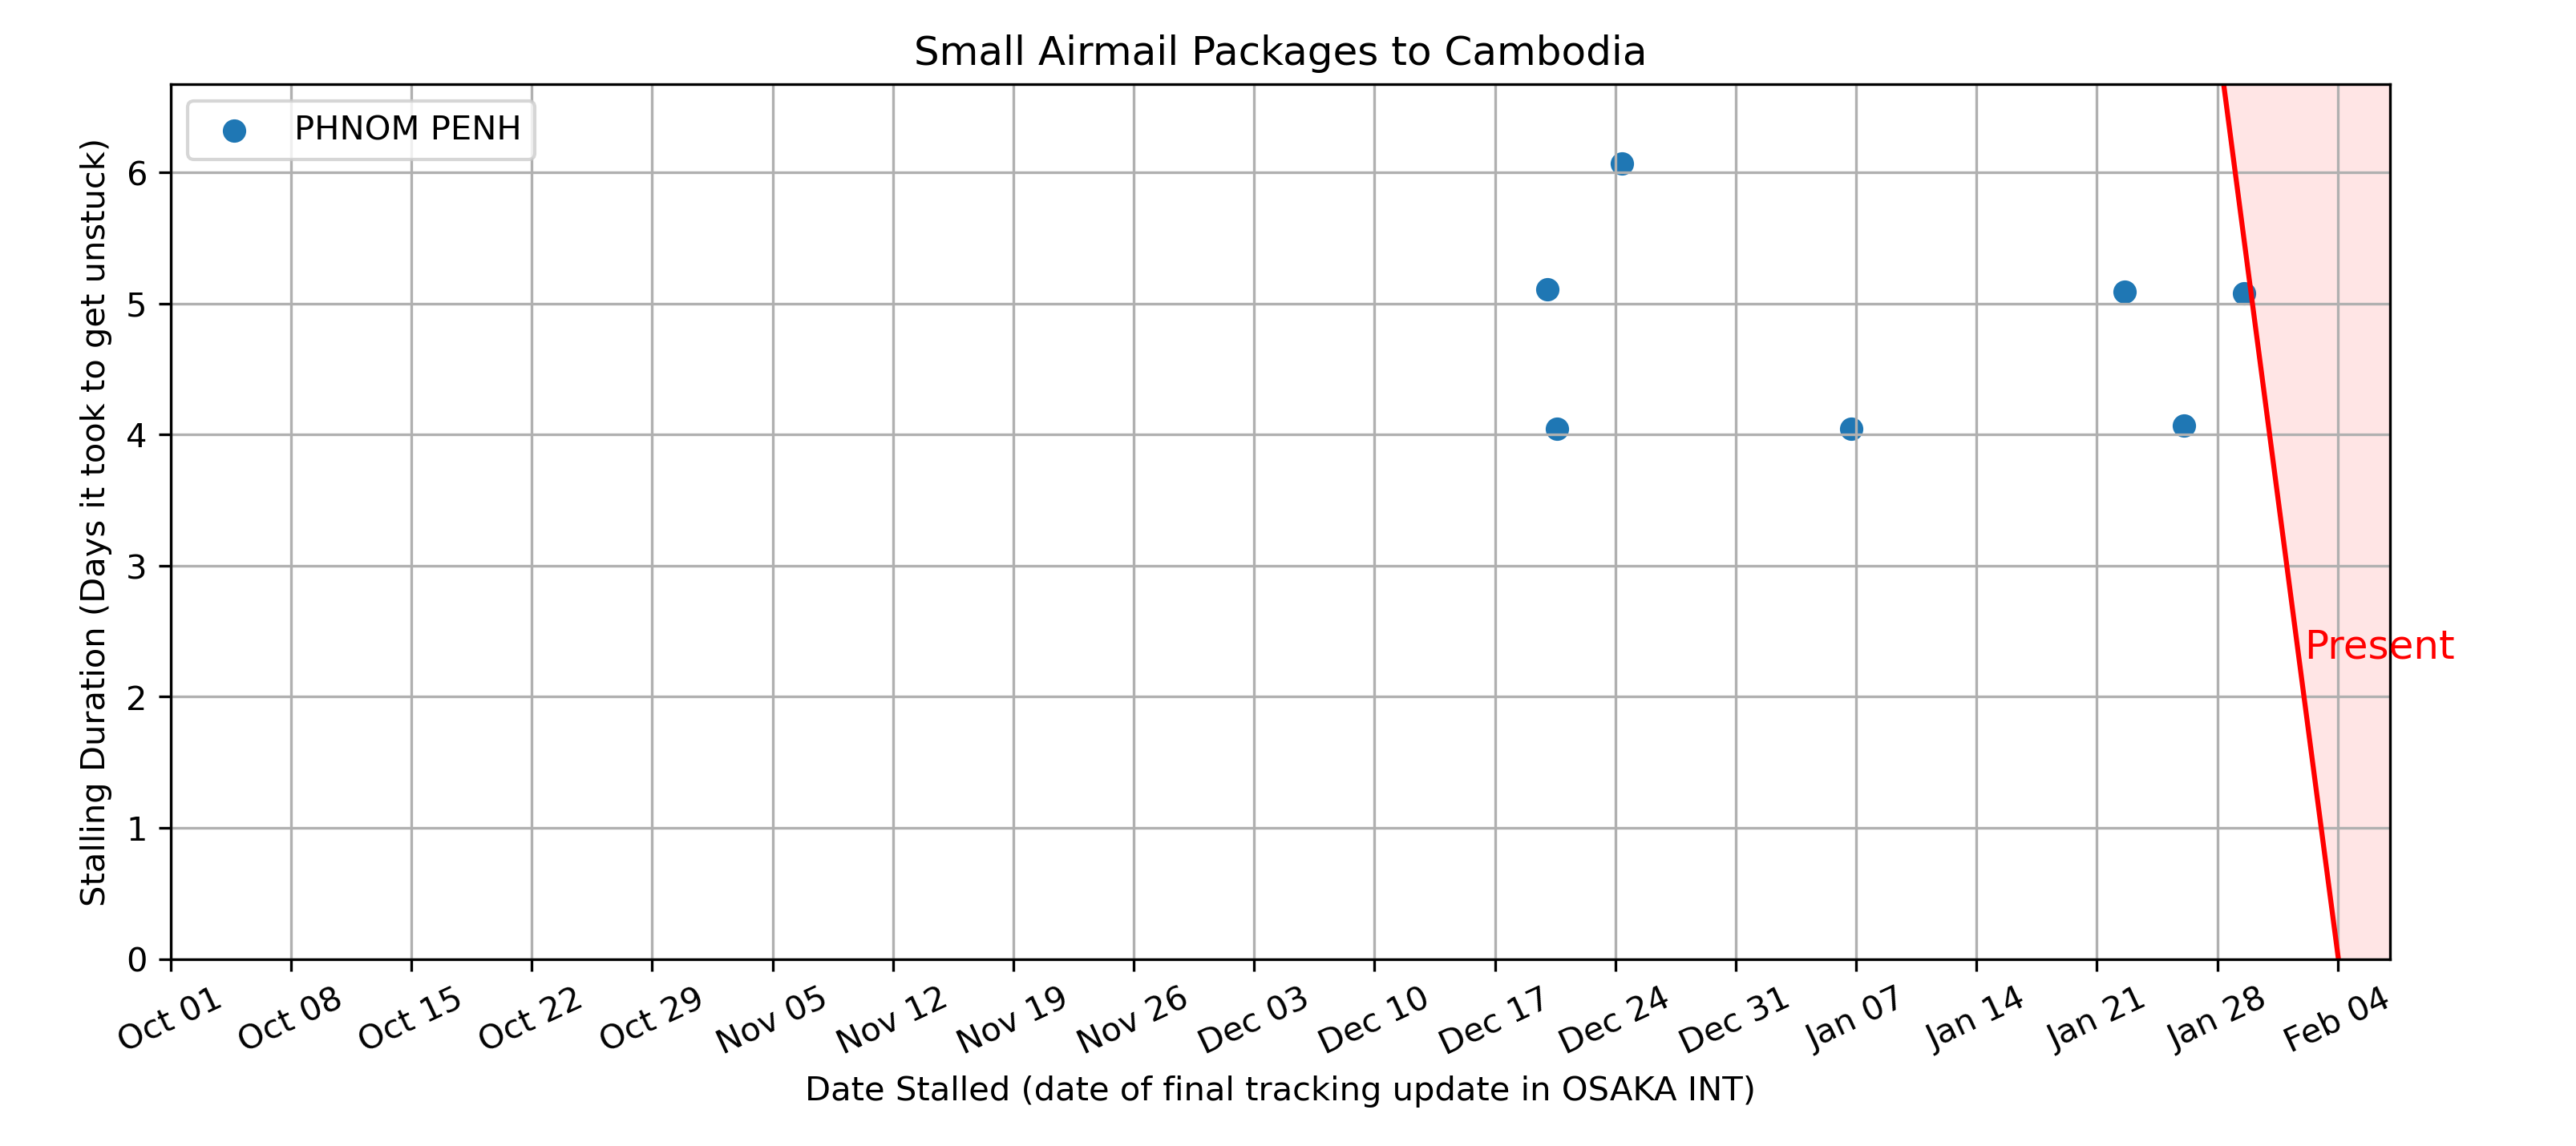 Small Airmail Packages to Cambodia
PHNOM PENH
Stalling Duration (Days it took to get unstuck)
6
5
4
3
2
1
0
Present
Oct 01 Oct 08 Oct 15 Oct 22 Oct 29 Nov 05 Nov 12 Nov 19 Nov 26 Dec 03 Dec 10 Dec 17 Dec 24 Dec 31 Jan 07 Jan 14 Jan 21 Jan 28 Feb 04
Date Stalled (date of final tracking update in OSAKA INT)